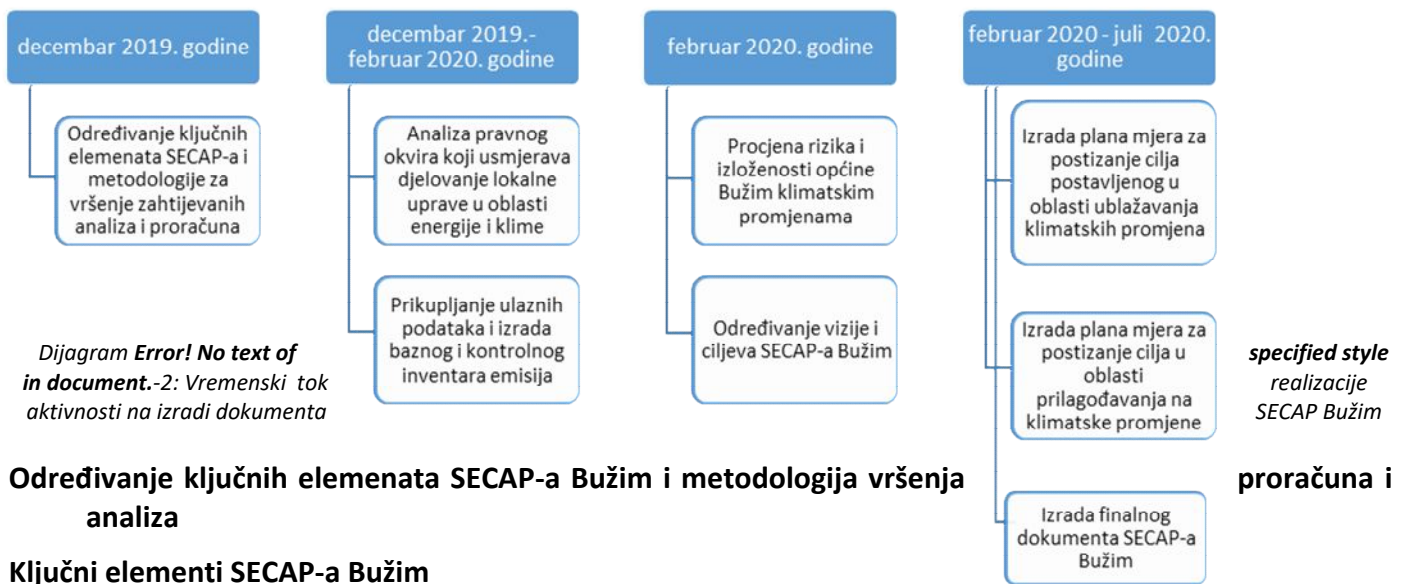 decembar 2019. godine
Određivanje ključnih
elemenata SECAP-a i
metodologije za
vršenje zahtijevanih
analiza i proračuna
decembar 2019.-
februar 2020. godine
Analiza pravnog
okvira koji usmjerava
djelovanje lokalne
uprave u oblasti
energije i klime
Prikupljanje ulaznih
podataka i izrada
baznog i kontrolnog
inventara emisija
februar 2020. godine
Procjena rizika i
izloženosti općine
Bužim klimatskim
promjenama
Određivanje vizije i
ciljeva SECAP-a Bužim
februar 2020 - juli 2020.
godine
Izrada plana mjera za
postizanje cilja
postavljenog u
oblasti ublažavanja
klimatskih promjena
Izrada plana mjera za
postizanje cilja u
oblasti
prilagođavanja na
klimatske promjene
Izrada finalnog
dokumenta SECAP-a
Bužim
Dijagram Error! No text of specified style
in document.-2: Vremenski tok realizacije
aktivnosti na izradi dokumenta SECAP Bužim
Određivanje ključnih elemenata SECAP-a Bužim i metodologija vršenja proračuna i
analiza
Ključni elementi SECAP-a Bužim